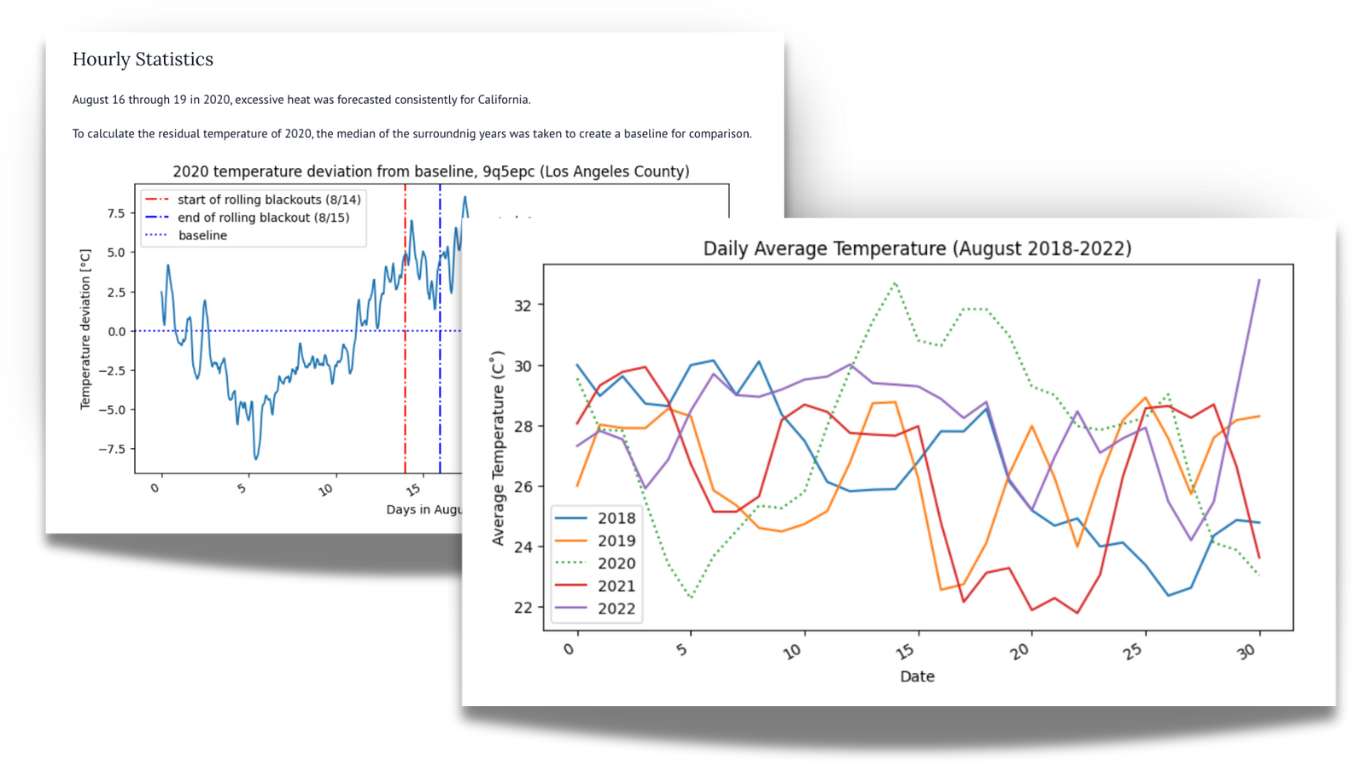 Hourly Statistics
August 16 through 19 in 2020, excessive heat was forecasted consistently for California.
To calculate the residual temperature of 2020, the median of the surroundnig years was taken to create a baseline for comparison.
2020 temperature deviation from baseline, 9q5epc (Los Angeles County)
start of rolling blackouts (8/14)
end of rolling blackout (8/15)
baseline
Temperature deviation [°C]
7.5
5.0
2.5
0.0
−2.5
−5.0
−7.5
0
5
10
15
Days in Augu
Daily Average Temperature (August 2018-2022)
Average Temperature (C˚)
32
30
28
26
24
22
2018
2019
2020
2021
2022
0
5
10
15
20
25
30
Date